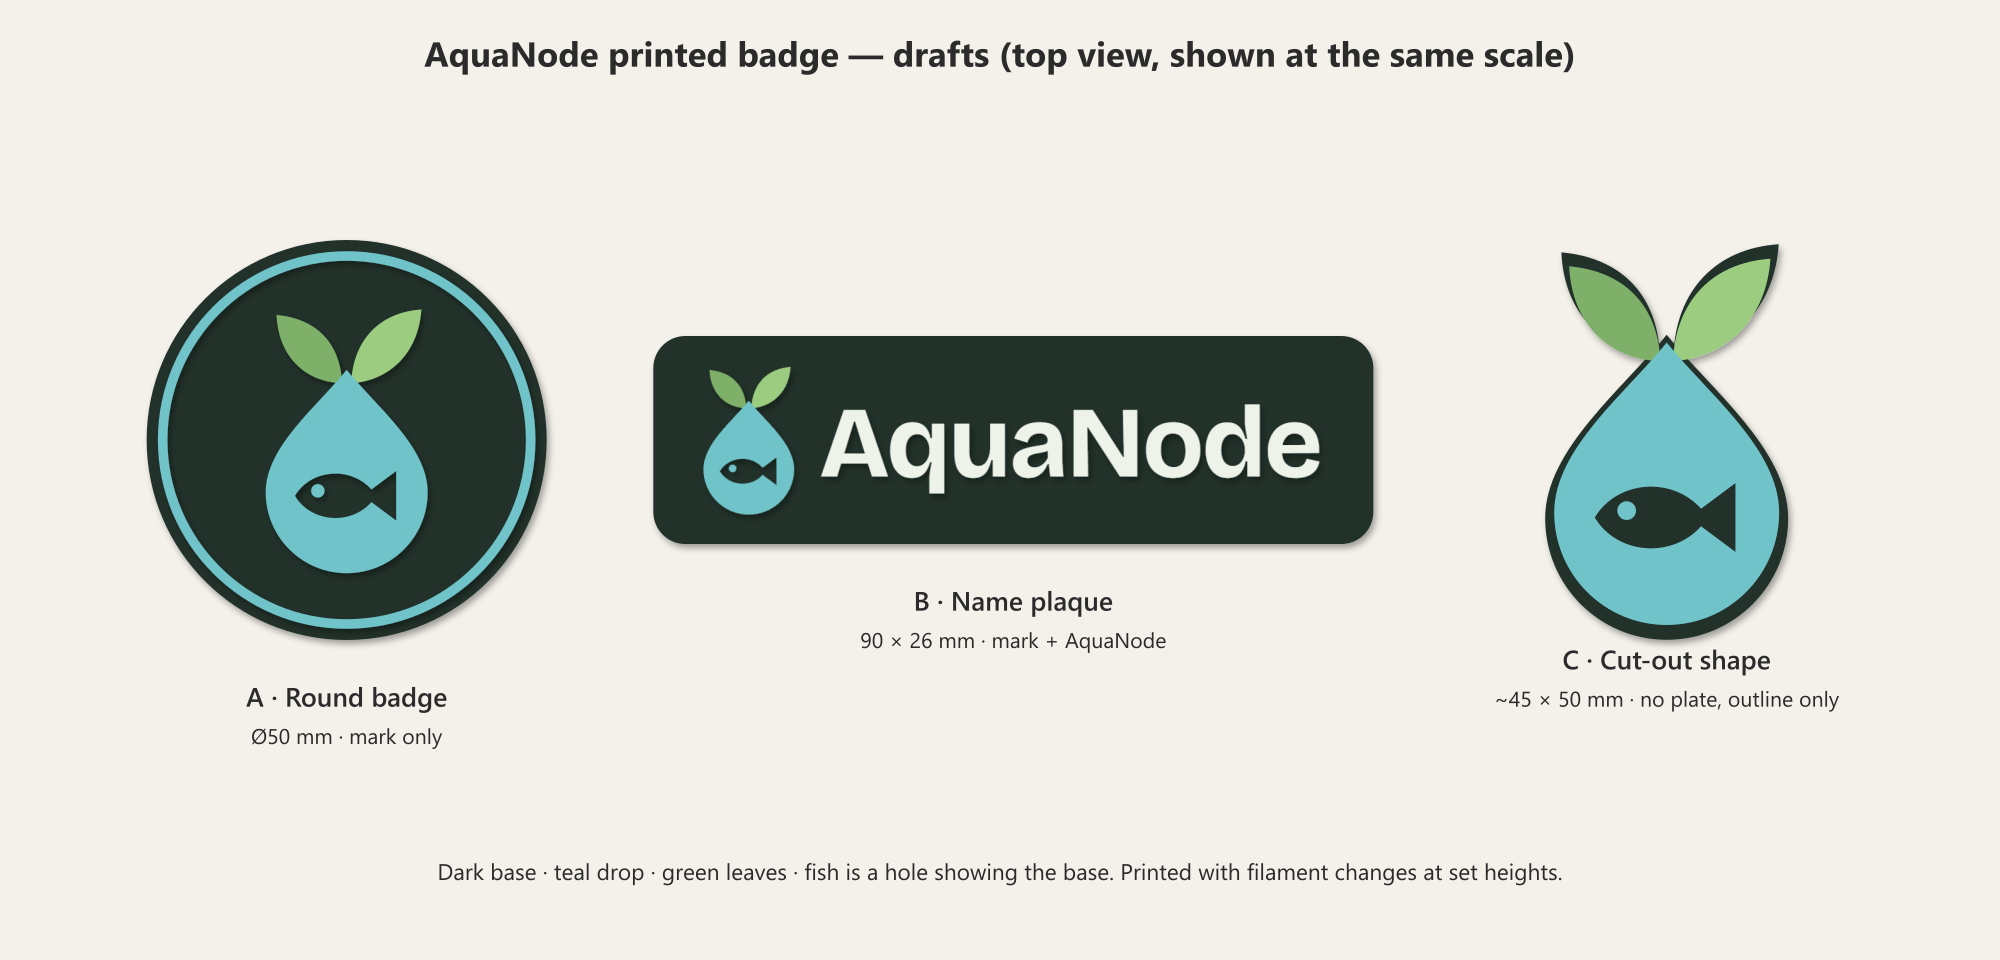 AquaNode printed badge — drafts (top view, shown at the same scale)
AquaNode
A · Round badge
Ø50 mm · mark only
B · Name plaque
90 × 26 mm · mark + AquaNode
C · Cut-out shape
~45 × 50 mm · no plate, outline only
Dark base · teal drop · green leaves · fish is a hole showing the base. Printed with filament changes at set heights.